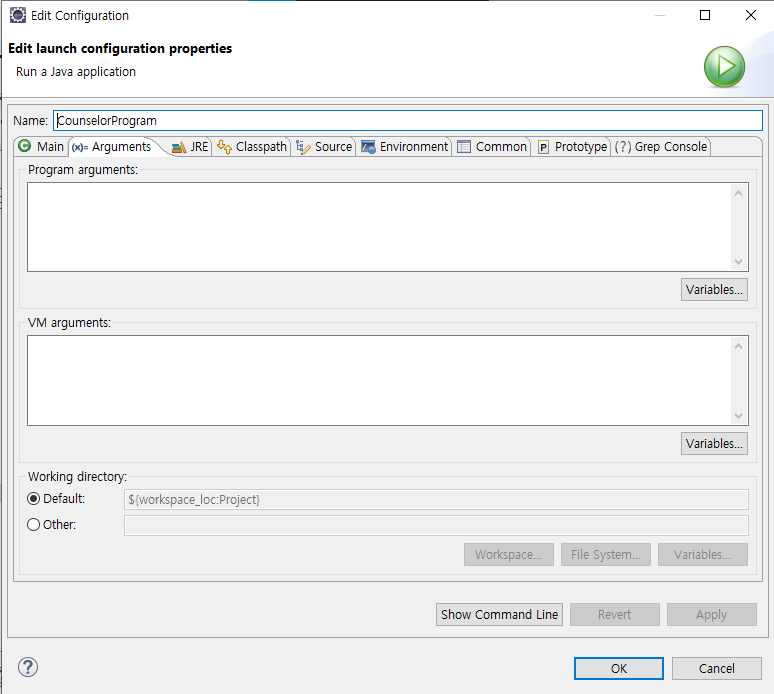 Edit Configuration
Edit launch configuration properties
Run a Java application
Name: CounselorProgram
Main (x)= Arguments JRE Classpath Source Environment Common P Prototype (?) Grep Console
Program arguments:
Variables...
VM arguments:
Variables...
Working directory:
Default: ${workspace_loc:Project}
Other:
Workspace... File System... Variables...
Show Command Line Revert Apply
? OK Cancel